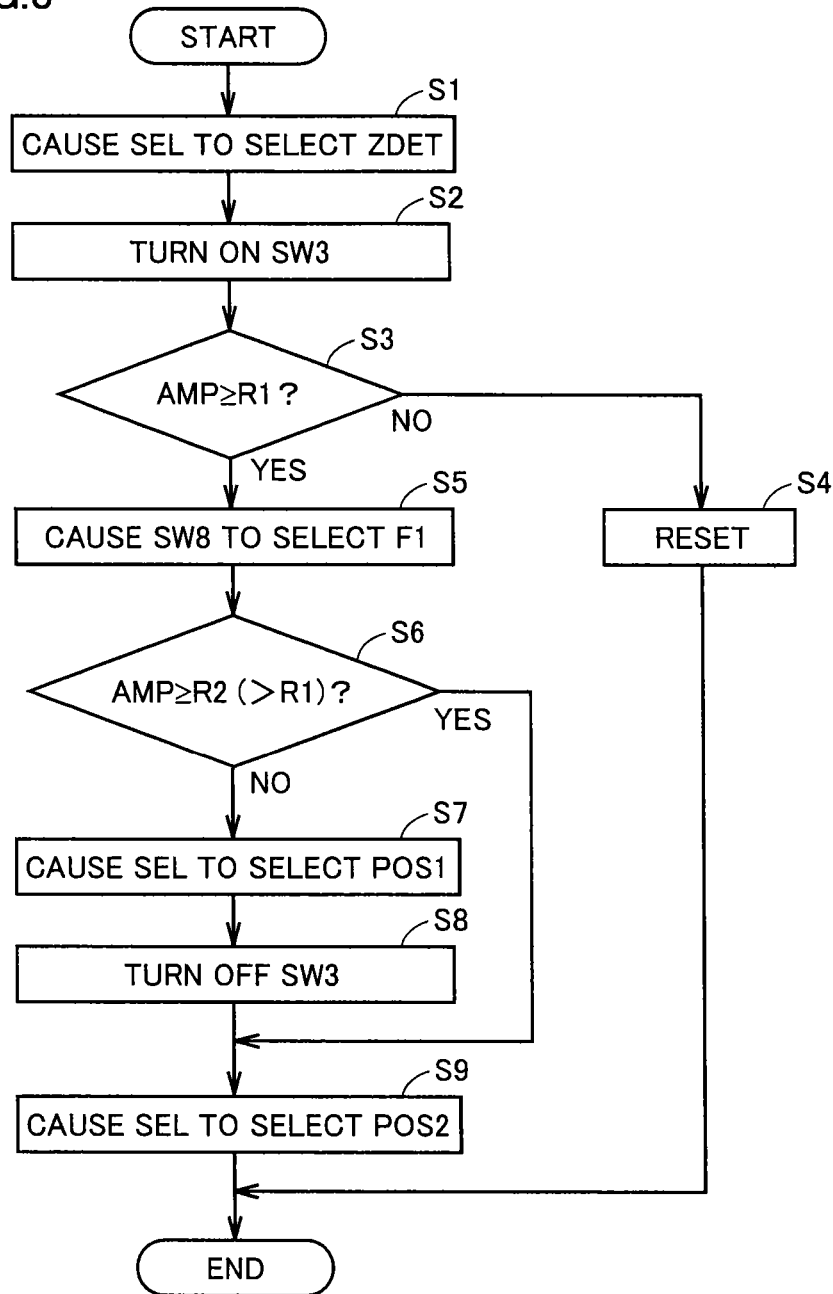 START
S1
CAUSE SEL TO SELECT ZDET
S2
TURN ON SW3
S3
AMP≥R1?
NO
YES
S5
CAUSE SW8 TO SELECT F1
S4
RESET
S6
AMP≥R2 (>R1)?
YES
NO
S7
CAUSE SEL TO SELECT POS1
S8
TURN OFF SW3
S9
CAUSE SEL TO SELECT POS2
END